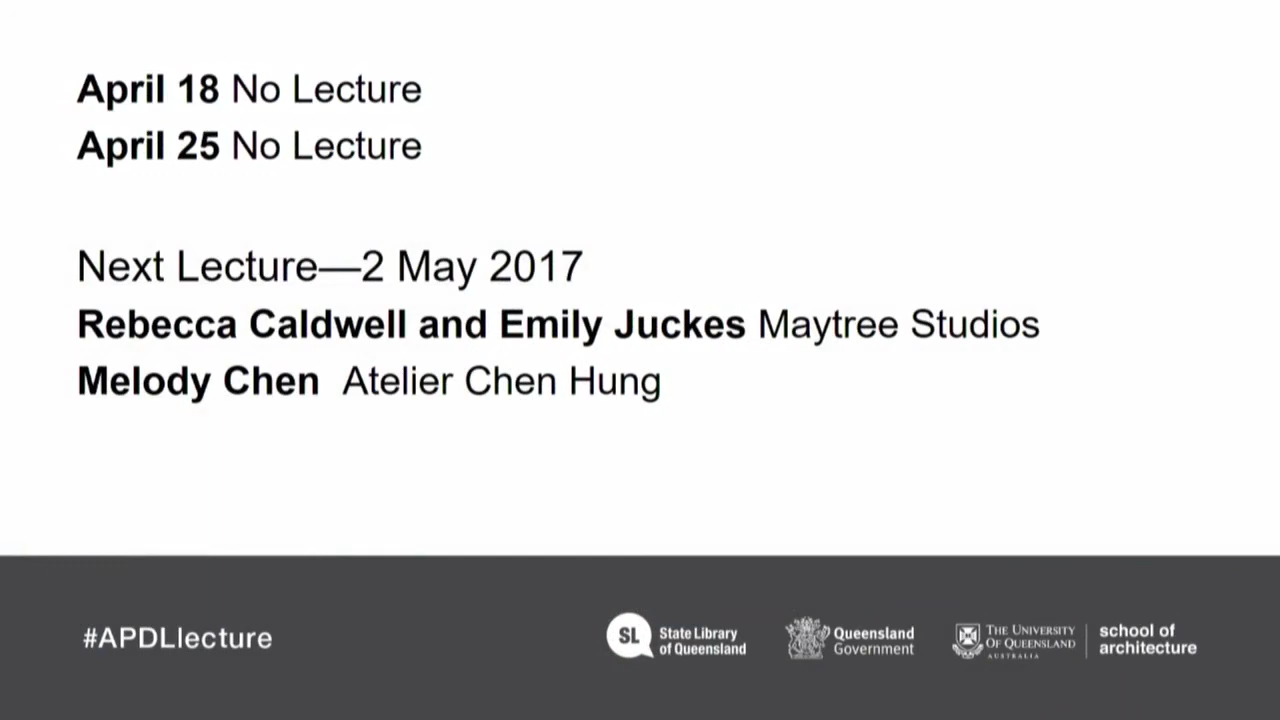 April 18 No Lecture
April 25 No Lecture
Next Lecture—2 May 2017
Rebecca Caldwell and Emily Juckes Maytree Studios
Melody Chen Atelier Chen Hung
#APDLlecture
SL
State Library
of Queensland
Queensland
Government
THE UNIVERSITY
OF QUEENSLAND
AUSTRALIA
school of
architecture